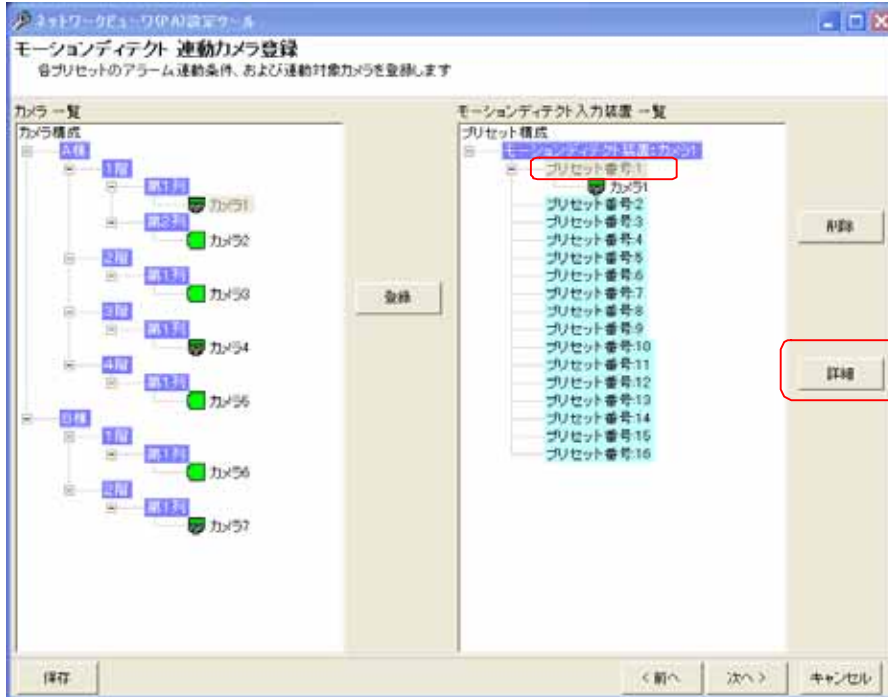 ネットワークビューワ(PA)設定ツール
モーションディテクト 連動カメラ登録
各プリセットのアラーム連動条件、および連動対象カメラを登録します
カメラ 一覧
カメラ構成
A棟
1階
第1列
カメラ1
第2列
カメラ2
2階
第1列
カメラ3
3階
第1列
カメラ4
4階
第1列
カメラ5
B棟
1階
第1列
カメラ6
2階
第1列
カメラ7
登録
モーションディテクト入力装置 一覧
プリセット構成
モーションディテクト装置:カメラ1
プリセット番号:1
カメラ1
プリセット番号:2
プリセット番号:3
プリセット番号:4
プリセット番号:5
プリセット番号:6
プリセット番号:7
プリセット番号:8
プリセット番号:9
プリセット番号:10
プリセット番号:11
プリセット番号:12
プリセット番号:13
プリセット番号:14
プリセット番号:15
プリセット番号:16
削除
詳細
保存
< 前へ
次へ >
キャンセル